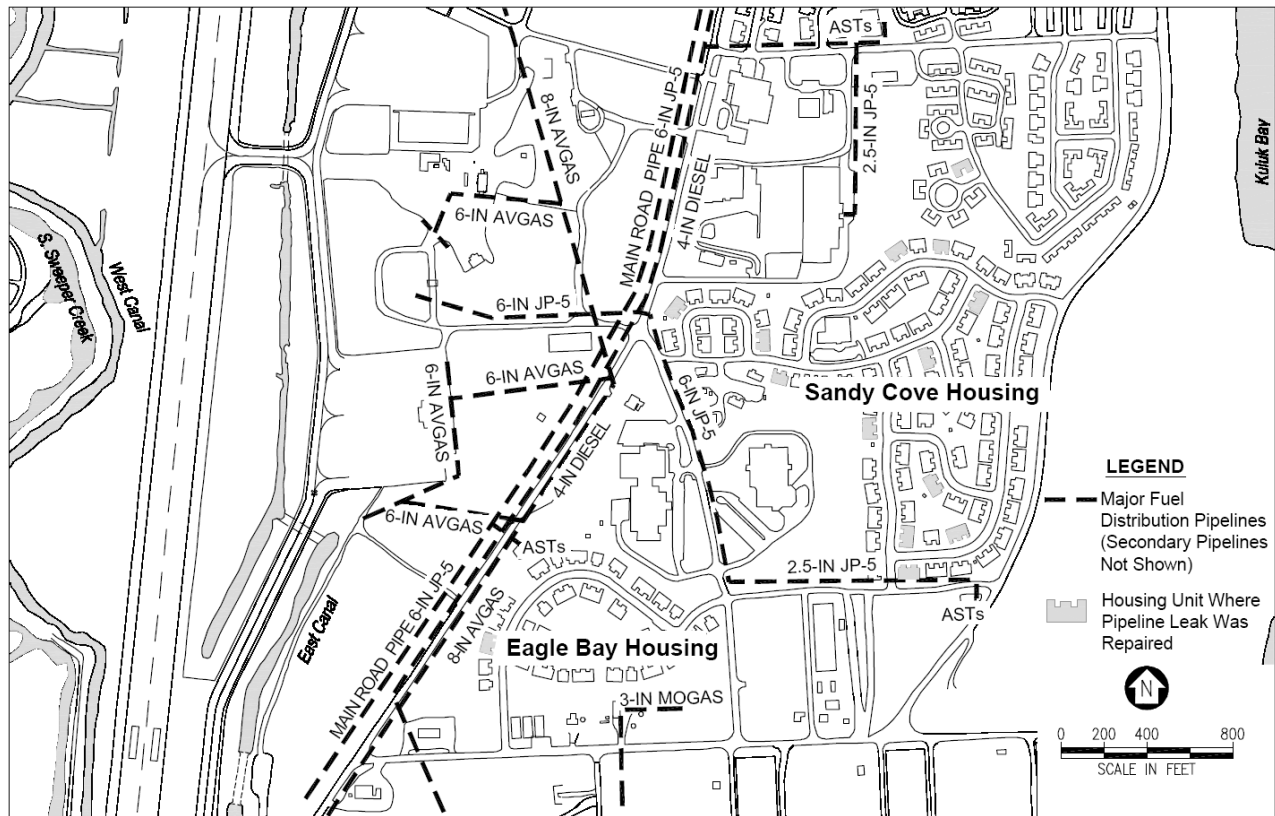 ASTs
8-IN AVGAS
MAIN ROAD PIPE 6-IN JP-5
4-IN DIESEL
2.5-IN JP-5
Kuluk Bay
6-IN AVGAS
S. Sweeper Creek
West Canal
6-IN JP-5
6-IN AVGAS
6-IN AVGAS
6-IN JP-5
Sandy Cove Housing
4-IN DIESEL
6-IN AVGAS
ASTs
2.5-IN JP-5
ASTs
East Canal
MAIN ROAD PIPE 6-IN JP-5
8-IN AVGAS
Eagle Bay Housing
3-IN MOGAS
LEGEND
Major Fuel
Distribution Pipelines
(Secondary Pipelines
Not Shown)
Housing Unit Where
Pipeline Leak Was
Repaired
N
0 200 400 800
SCALE IN FEET